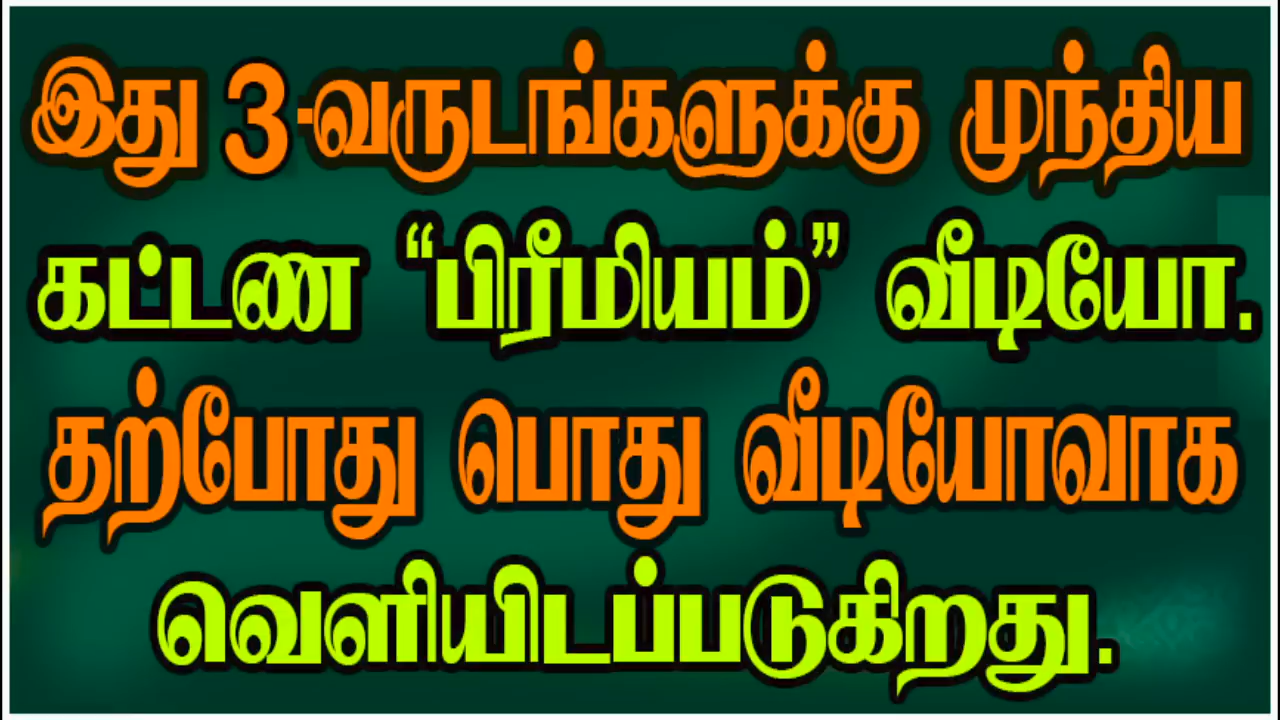 இது 3-வருடங்களுக்கு முந்திய
கட்டண “பிரீமியம்” வீடியோ.
தற்போது பொது வீடியோவாக
வெளியிடப்படுகிறது.